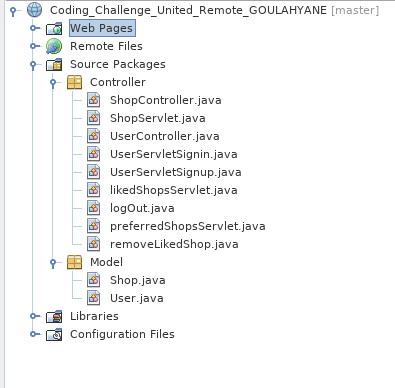 Coding_Challenge_United_Remote_GOULAHYANE [master]
Web Pages
Remote Files
Source Packages
Controller
ShopController.java
ShopServlet.java
UserController.java
UserServletSignin.java
UserServletSignup.java
likedShopsServlet.java
logOut.java
preferredShopsServlet.java
removeLikedShop.java
Model
Shop.java
User.java
Libraries
Configuration Files